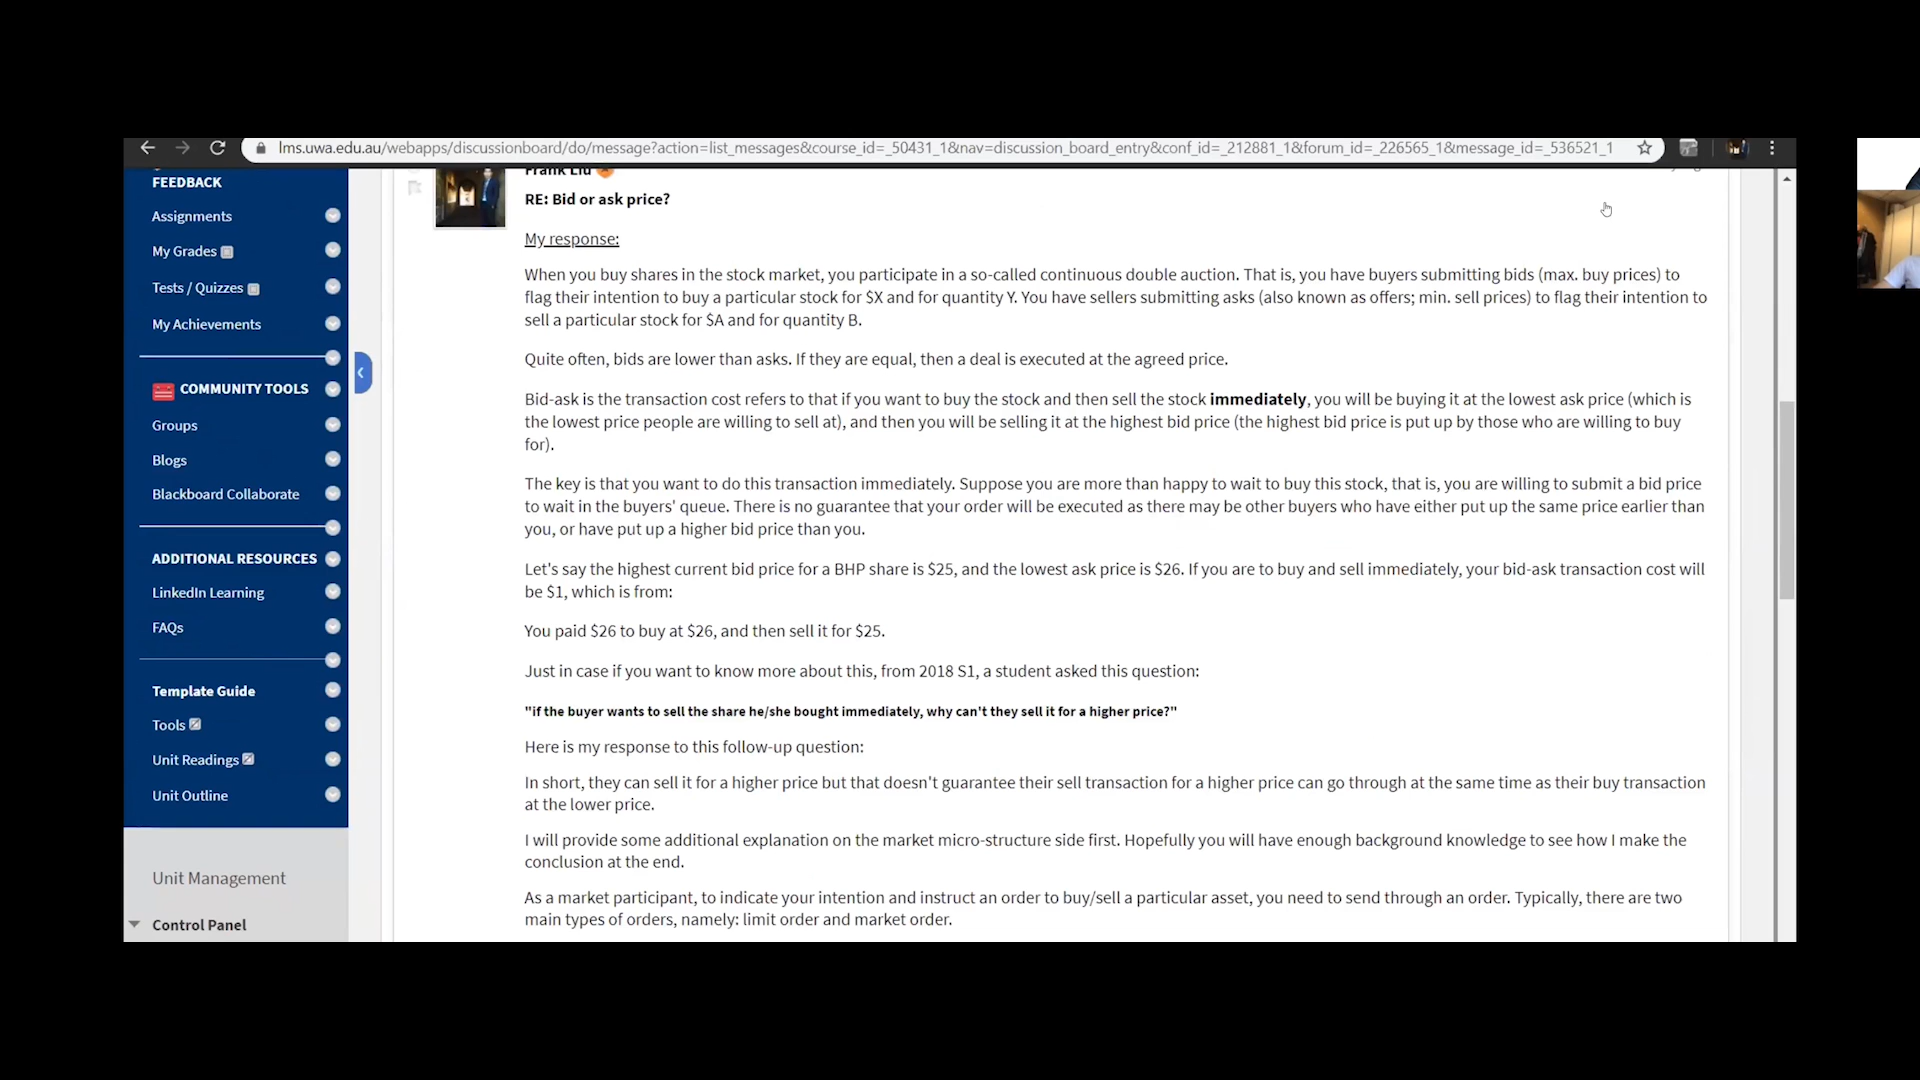 lms.uwa.edu.au/webapps/discussionboard/do/message?action=list_messages&course_id=_50431_1&nav=discussion_board_entry&conf_id=_212881_1&forum_id=_226565_1&message_id=_536521_1
FEEDBACK
Assignments
My Grades
Tests / Quizzes
My Achievements
COMMUNITY TOOLS
Groups
Blogs
Blackboard Collaborate
ADDITIONAL RESOURCES
LinkedIn Learning
FAQs
Template Guide
Tools
Unit Readings
Unit Outline
Unit Management
Control Panel
Frank Liu
RE: Bid or ask price?
My response:
When you buy shares in the stock market, you participate in a so-called continuous double auction. That is, you have buyers submitting bids (max. buy prices) to
flag their intention to buy a particular stock for $X and for quantity Y. You have sellers submitting asks (also known as offers; min. sell prices) to flag their intention to
sell a particular stock for $A and for quantity B.
Quite often, bids are lower than asks. If they are equal, then a deal is executed at the agreed price.
Bid-ask is the transaction cost refers to that if you want to buy the stock and then sell the stock immediately, you will be buying it at the lowest ask price (which is
the lowest price people are willing to sell at), and then you will be selling it at the highest bid price (the highest bid price is put up by those who are willing to buy
for).
The key is that you want to do this transaction immediately. Suppose you are more than happy to wait to buy this stock, that is, you are willing to submit a bid price
to wait in the buyers' queue. There is no guarantee that your order will be executed as there may be other buyers who have either put up the same price earlier than
you, or have put up a higher bid price than you.
Let's say the highest current bid price for a BHP share is $25, and the lowest ask price is $26. If you are to buy and sell immediately, your bid-ask transaction cost will
be $1, which is from:
You paid $26 to buy at $26, and then sell it for $25.
Just in case if you want to know more about this, from 2018 S1, a student asked this question:
"if the buyer wants to sell the share he/she bought immediately, why can't they sell it for a higher price?"
Here is my response to this follow-up question:
In short, they can sell it for a higher price but that doesn't guarantee their sell transaction for a higher price can go through at the same time as their buy transaction
at the lower price.
I will provide some additional explanation on the market micro-structure side first. Hopefully you will have enough background knowledge to see how I make the
conclusion at the end.
As a market participant, to indicate your intention and instruct an order to buy/sell a particular asset, you need to send through an order. Typically, there are two
main types of orders, namely: limit order and market order.